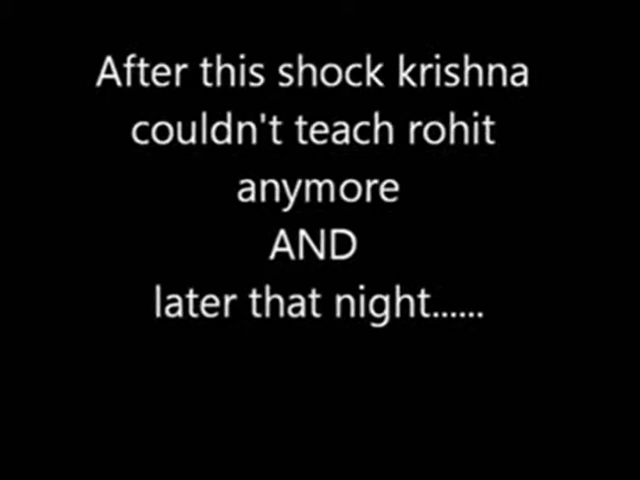 After this shock krishna
couldn't teach rohit
anymore
AND
later that night......